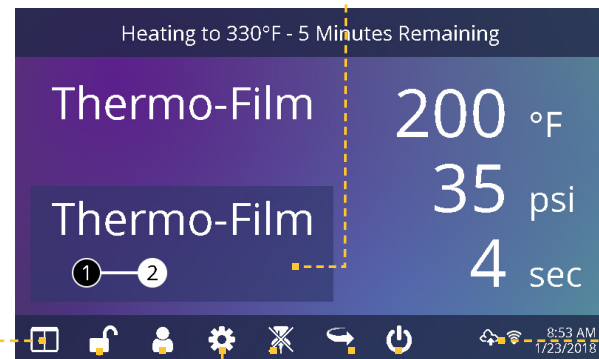 Heating to 330°F - 5 Minutes Remaining
Thermo-Film
200 °F
35 psi
Thermo-Film
1 2
4 sec
8:53 AM
1/23/2018